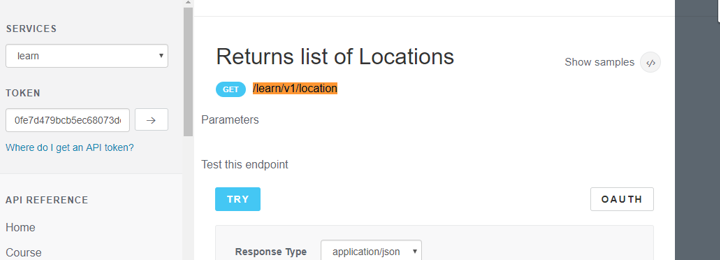 SERVICES
learn
TOKEN
0fe7d479bcb5ec68073d
Where do I get an API token?
API REFERENCE
Home
Course
Returns list of Locations
Show samples
GET /learn/v1/location
Parameters
Test this endpoint
TRY
OAUTH
Response Type application/json